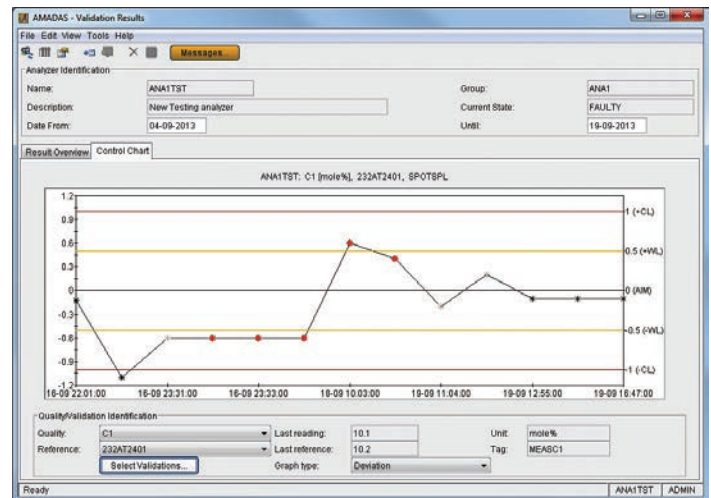 AMADAS - Validation Results
File Edit View Tools Help
Messages...
Analyzer Identification
Name: ANA1TST Group: ANA1
Description: New Testing analyzer Current State: FAULTY
Date From: 04-09-2013 Until: 19-09-2013
Result Overview Control Chart
ANA1TST: C1 [mole%], 232AT2401, SPOTSPL
1.2
0.9 1 (+CL)
0.6 0.5 (+WL)
0.3
0 0 (AIM)
-0.3
-0.6 -0.5 (-WL)
-0.9 -1 (-CL)
-1.2
16-09 22:01:00 16-09 23:31:00 16-09 23:33:00 18-09 10:03:00 19-09 11:04:00 19-09 12:55:00 19-09 16:47:00
Quality/Validation Identification
Quality: C1 Last reading: 10.1 Unit: mole%
Reference: 232AT2401 Last reference: 10.2 Tag: MEASC1
Select Validations... Graph type: Deviation
Ready ANA1TST ADMIN